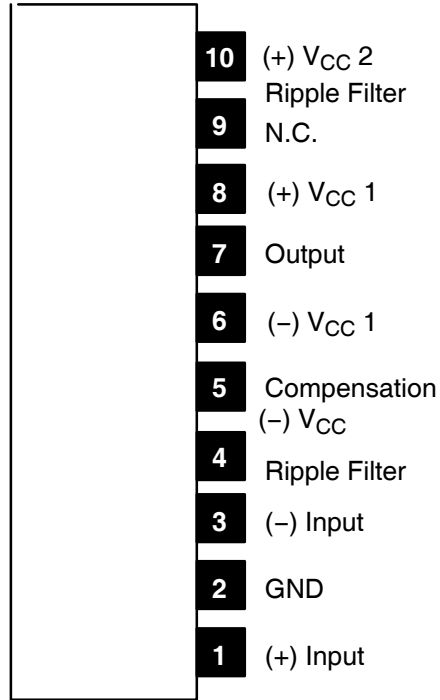 10 (+) VCC 2
Ripple Filter
9 N.C.
8 (+) VCC 1
7 Output
6 (−) VCC 1
5 Compensation
(−) VCC
4 Ripple Filter
3 (−) Input
2 GND
1 (+) Input